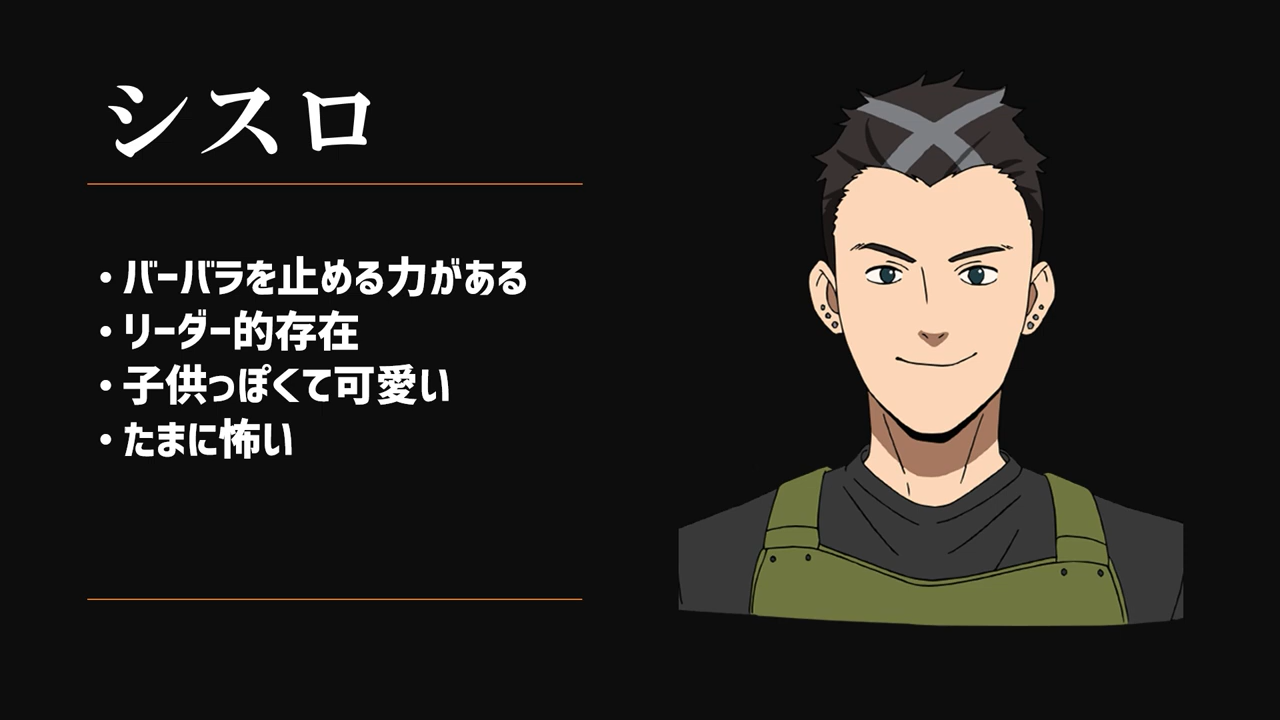 シスロ
・バーバラを止める力がある
・リーダー的存在
・子供っぽくて可愛い
・たまに怖い